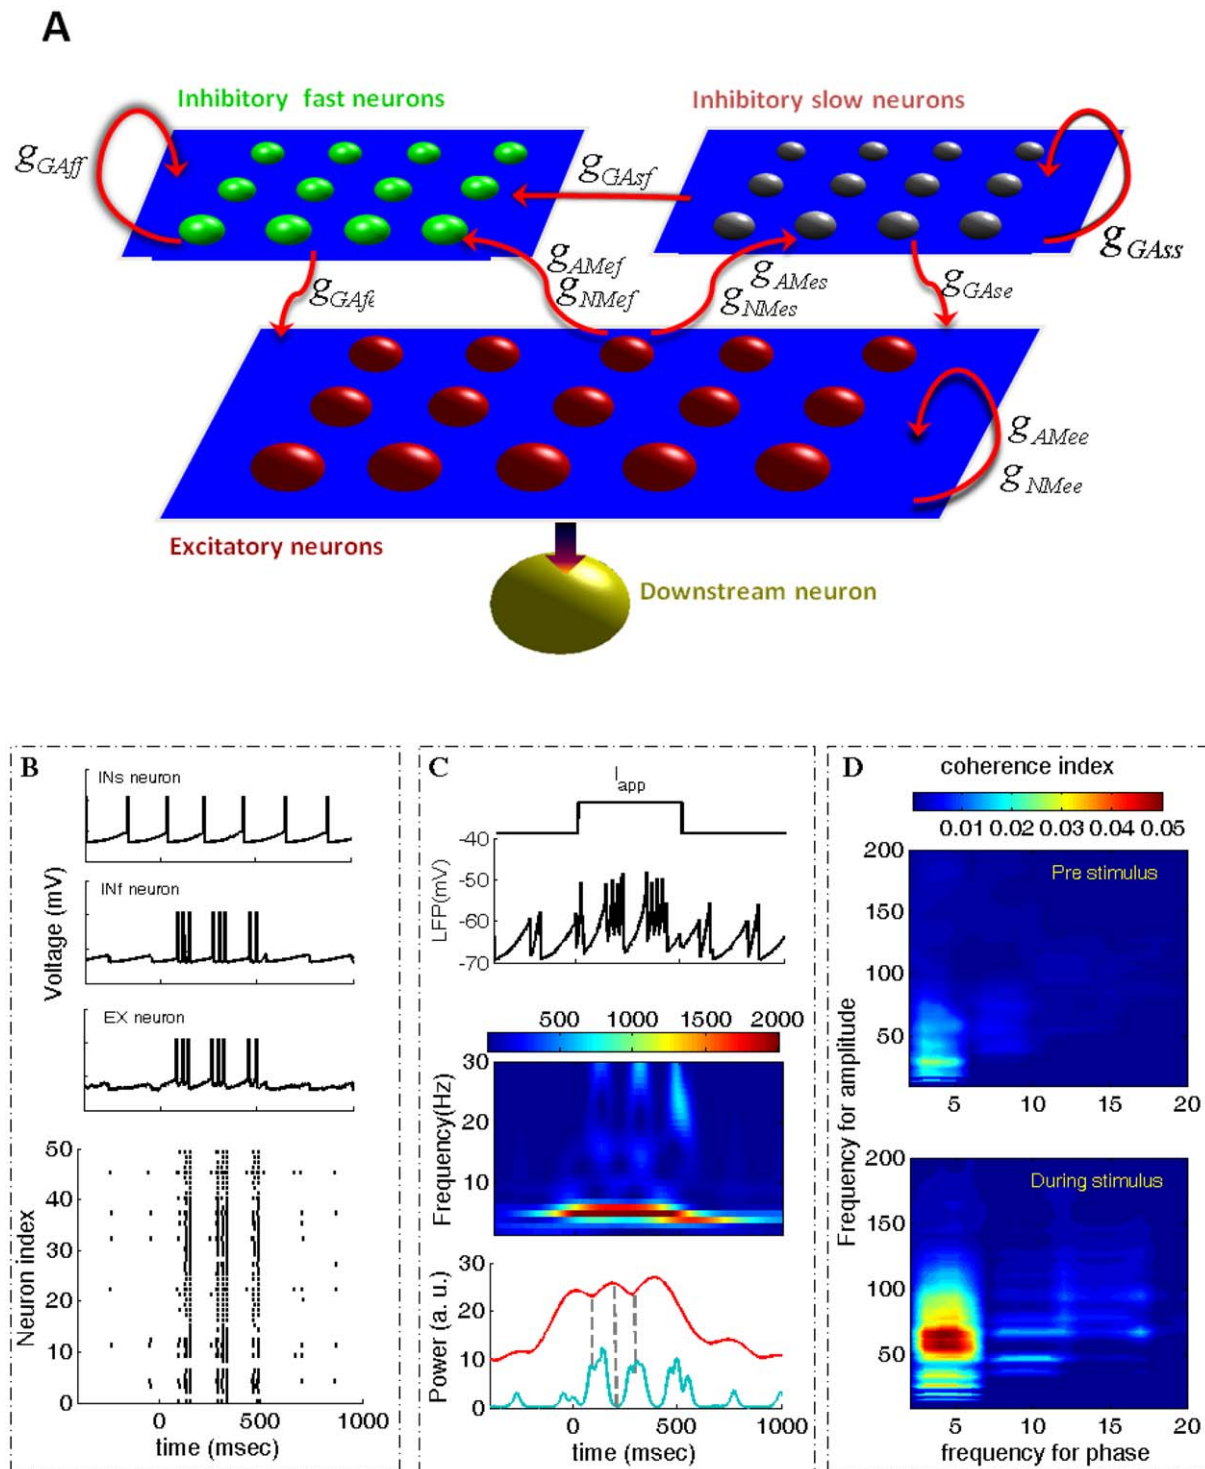 A
Inhibitory fast neurons
Inhibitory slow neurons
gGAff
gGAsf
gGAss
gAMef
gNMef
gAMes
gNMes
gGAfe
gGAse
gAMee
gNMee
Excitatory neurons
Downstream neuron
B
INs neuron
INf neuron
EX neuron
Voltage (mV)
50
40
30
20
10
0
Neuron index
0 500 1000
time (msec)
C
Iapp
-40
-50
-60
-70
LFP(mV)
500 1000 1500 2000
30
20
10
Frequency(Hz)
30
20
10
0
Power (a. u.)
0 500 1000
time (msec)
D
coherence index
0.01 0.02 0.03 0.04 0.05
200
150
100
50
Pre stimulus
5 10 15 20
Frequency for amplitude
200
150
100
50
During stimulus
5 10 15 20
frequency for phase